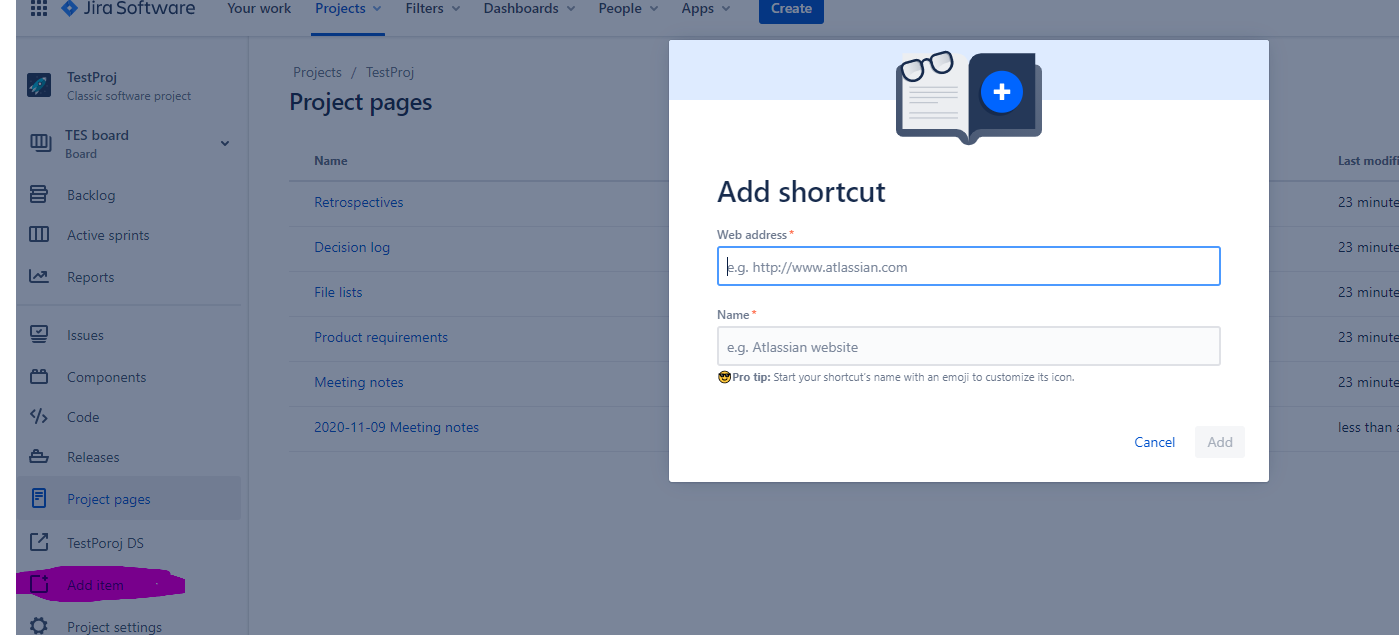 Jira Software Your work Projects Filters Dashboards People Apps Create
TestProj
Classic software project
TES board
Board
Backlog
Active sprints
Reports
Issues
Components
Code
Releases
Project pages
TestPoroj DS
Add item
Project settings
Projects / TestProj
Project pages
Name Last modifi
Retrospectives 23 minute
Decision log 23 minute
File lists 23 minute
Product requirements 23 minute
Meeting notes 23 minute
2020-11-09 Meeting notes less than a
Add shortcut
Web address *
e.g. http://www.atlassian.com
Name *
e.g. Atlassian website
😎Pro tip: Start your shortcut's name with an emoji to customize its icon.
Cancel Add